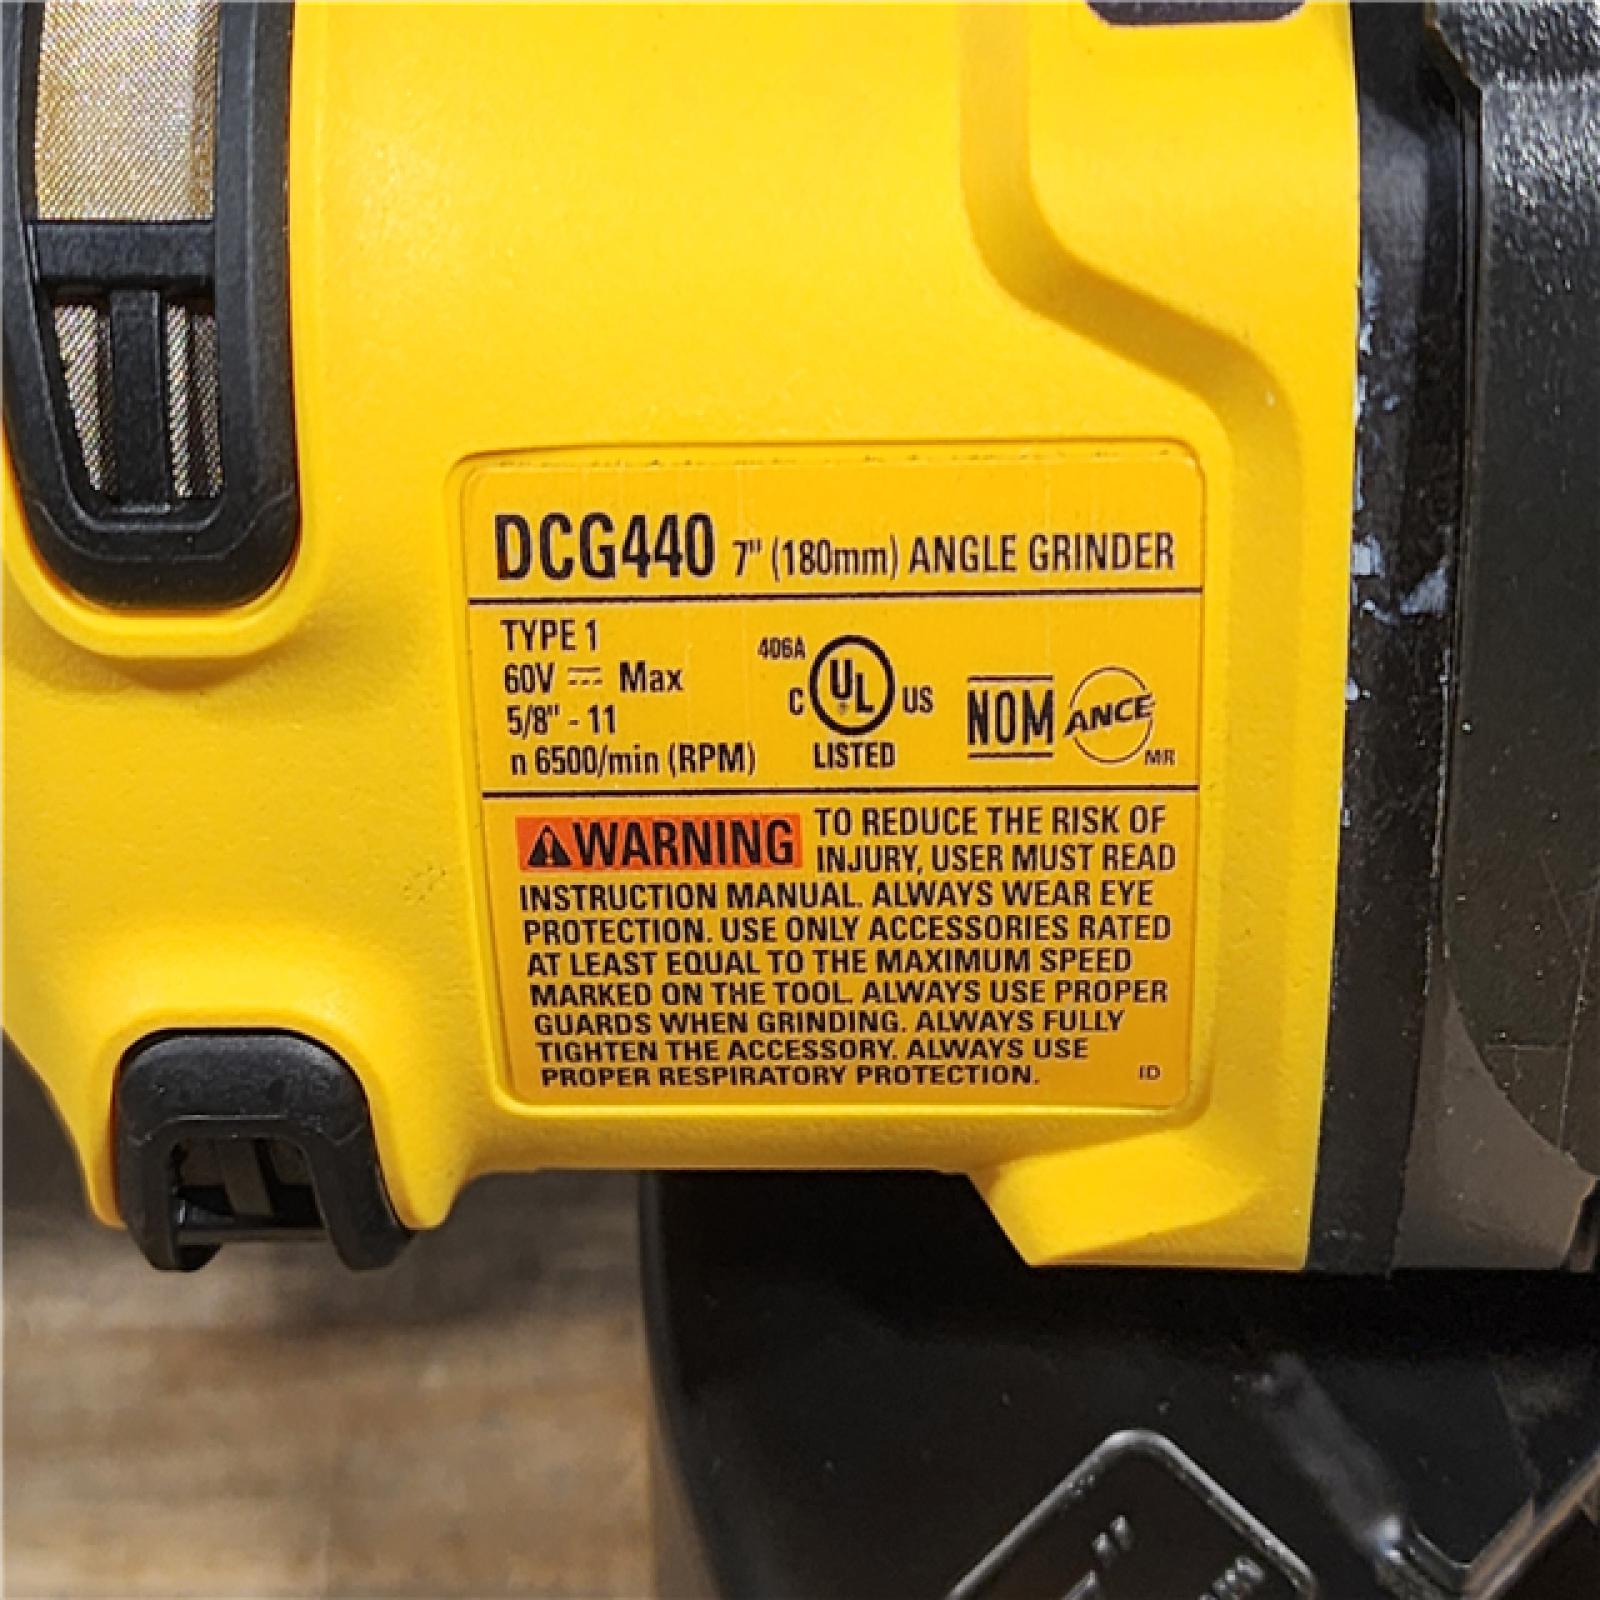 DCG440 7" (180mm) ANGLE GRINDER
TYPE 1
60V ⎓ Max
5/8" - 11
n 6500/min (RPM)
406A
C UL US
LISTED
NOM ANCE
MR
WARNING TO REDUCE THE RISK OF
INJURY, USER MUST READ
INSTRUCTION MANUAL. ALWAYS WEAR EYE
PROTECTION. USE ONLY ACCESSORIES RATED
AT LEAST EQUAL TO THE MAXIMUM SPEED
MARKED ON THE TOOL. ALWAYS USE PROPER
GUARDS WHEN GRINDING. ALWAYS FULLY
TIGHTEN THE ACCESSORY. ALWAYS USE
PROPER RESPIRATORY PROTECTION. ID